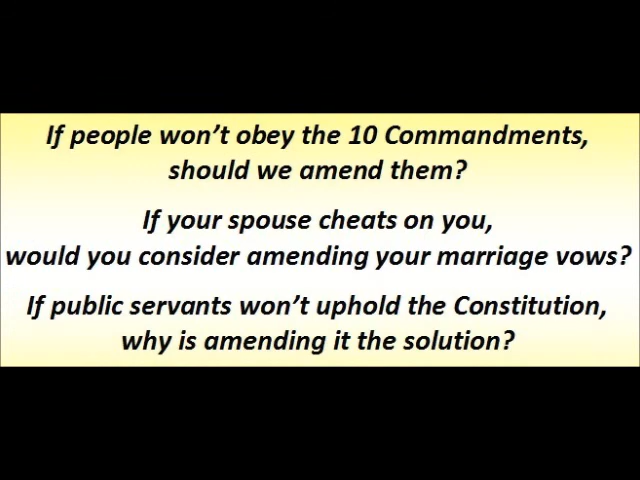 If people won’t obey the 10 Commandments,
should we amend them?
If your spouse cheats on you,
would you consider amending your marriage vows?
If public servants won’t uphold the Constitution,
why is amending it the solution?